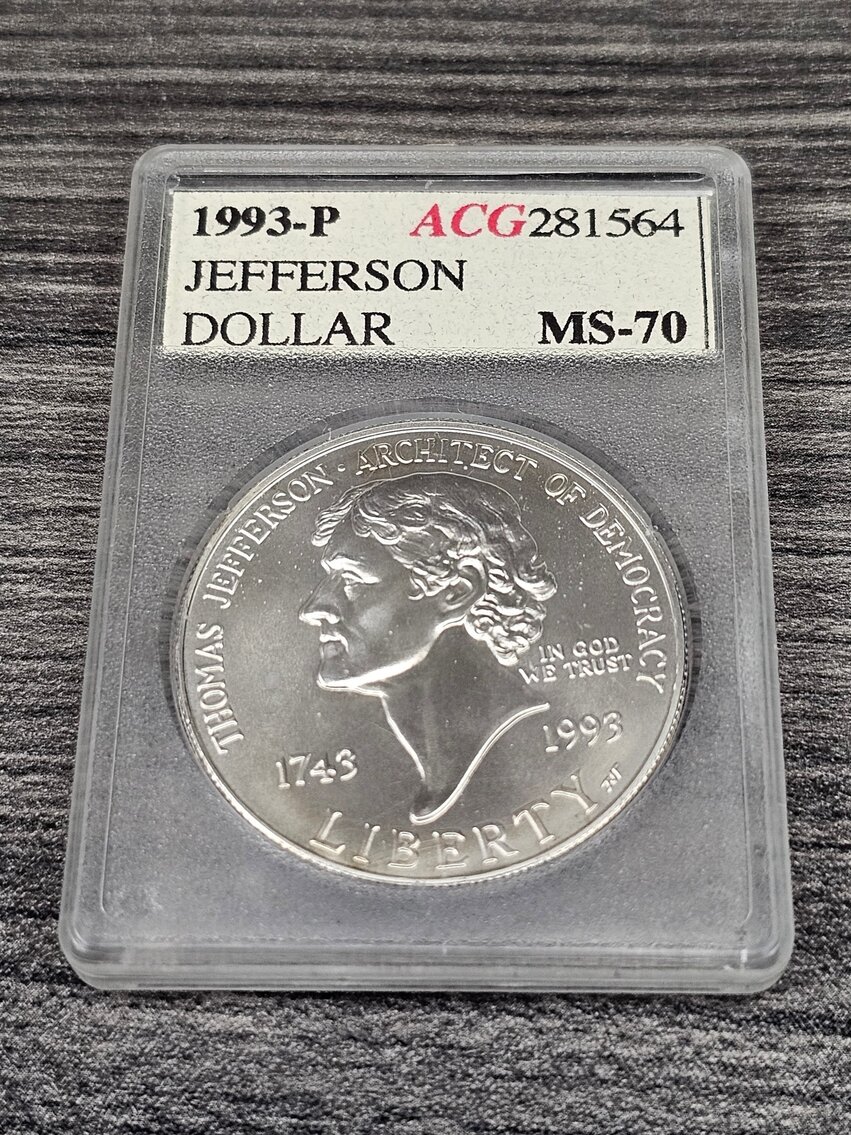 1993-P ACG281564
JEFFERSON
DOLLAR MS-70
THOMAS JEFFERSON · ARCHITECT OF DEMOCRACY
IN GOD
WE TRUST
1743 1993
LIBERTY